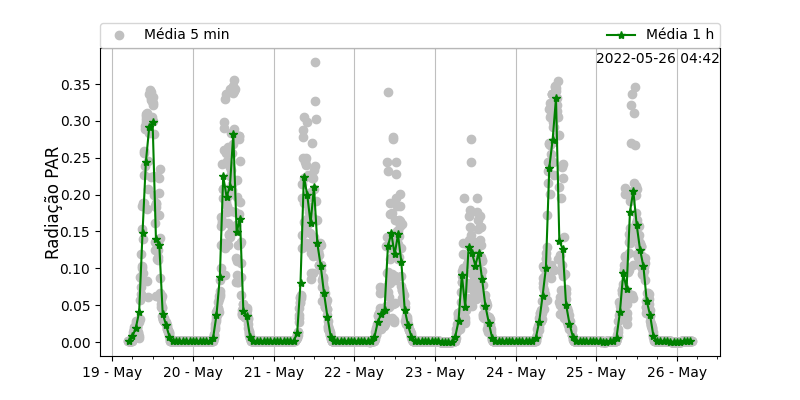 Média 5 min
Média 1 h
2022-05-26 04:42
Radiação PAR
0.35
0.30
0.25
0.20
0.15
0.10
0.05
0.00
19 - May
20 - May
21 - May
22 - May
23 - May
24 - May
25 - May
26 - May